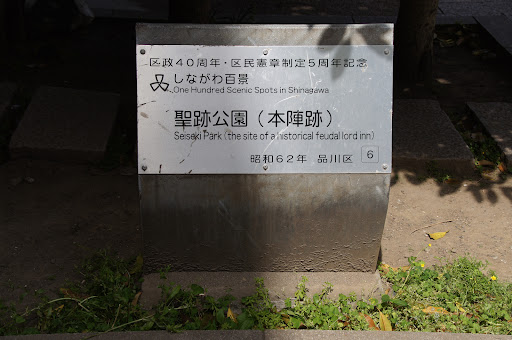 区政40周年・区民憲章制定5周年記念
しながわ百景
One Hundred Scenic Spots in Shinagawa
聖跡公園（本陣跡）
Seiseki Park (the site of a historical feudal lord inn)
昭和62年 品川区 6